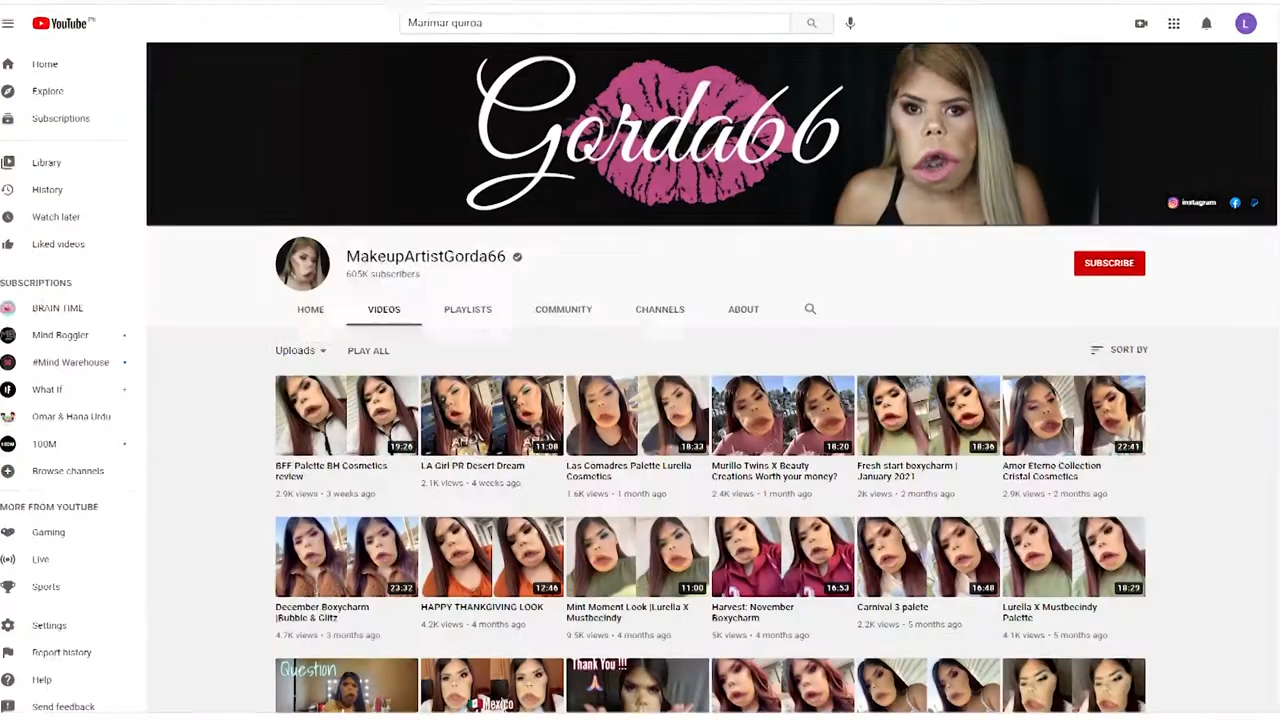 YouTube PK
Marimar quiroa
L
Home
Explore
Subscriptions
Library
History
Watch later
Liked videos
SUBSCRIPTIONS
BRAIN TIME
Mind Boggler
#Mind Warehouse
What If
Omar & Hana Urdu
100M
Browse channels
MORE FROM YOUTUBE
Gaming
Live
Sports
Settings
Report history
Help
Send feedback
Gorda66
instagram
MakeupArtistGorda66
605K subscribers
SUBSCRIBE
HOME VIDEOS PLAYLISTS COMMUNITY CHANNELS ABOUT
Uploads PLAY ALL SORT BY
19:26 11:08 18:33 18:20 18:36 22:41
BFF Palette BH Cosmetics
review
2.9K views • 3 weeks ago
LA Girl PR Desert Dream
2.1K views • 4 weeks ago
Las Comadres Palette Lurella
Cosmetics
1.6K views • 1 month ago
Murillo Twins X Beauty
Creations Worth your money?
2.4K views • 1 month ago
Fresh start boxycharm |
January 2021
2K views • 2 months ago
Amor Eterno Collection
Cristal Cosmetics
2.9K views • 2 months ago
23:32 12:46 11:00 16:53 16:48 18:29
December Boxycharm
|Bubble & Glitz
4.7K views • 3 months ago
HAPPY THANKGIVING LOOK
4.2K views • 4 months ago
Mint Moment Look |Lurella X
Mustbecindy
9.5K views • 4 months ago
Harvest: November
Boxycharm
5K views • 4 months ago
Carnival 3 palete
2.2K views • 5 months ago
Lurella X Mustbecindy
Palette
4.1K views • 5 months ago
Question
Mexico
Thank You !!!